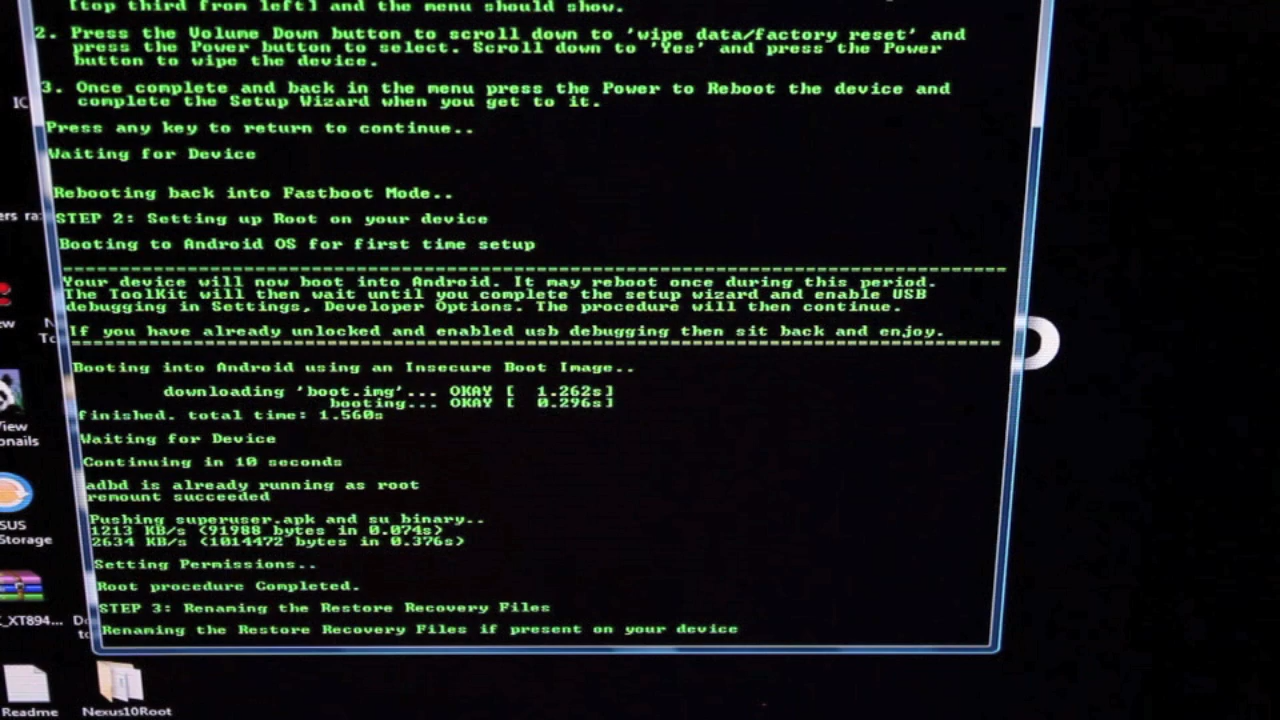 [top third from left] and the menu should show.
2. Press the Volume Down button to scroll down to 'wipe data/factory reset' and
press the Power button to select. Scroll down to 'Yes' and press the Power
button to wipe the device.
3. Once complete and back in the menu press the Power to Reboot the device and
complete the Setup Wizard when you get to it.
Press any key to return to continue..
Waiting for Device
Rebooting back into Fastboot Mode..
STEP 2: Setting up Root on your device
Booting to Android OS for first time setup
Your device will now boot into Android. It may reboot once during this period.
The ToolKit will then wait until you complete the setup wizard and enable USB
debugging in Settings, Developer Options. The procedure will then continue.
If you have already unlocked and enabled usb debugging then sit back and enjoy.
Booting into Android using an Insecure Boot Image..
downloading 'boot.img'... OKAY [  1.262s]
booting... OKAY [  0.296s]
finished. total time: 1.560s
Waiting for Device
Continuing in 10 seconds
adbd is already running as root
remount succeeded
Pushing superuser.apk and su binary..
1213 KB/s (91988 bytes in 0.074s)
2634 KB/s (1014472 bytes in 0.376s)
Setting Permissions..
Root procedure Completed.
STEP 3: Renaming the Restore Recovery Files
Renaming the Restore Recovery Files if present on your device
IC
ers ra
ew
N
To
iew
onails
SUS
Storage
_XT894...
Do
to
Readme
Nexus10Root